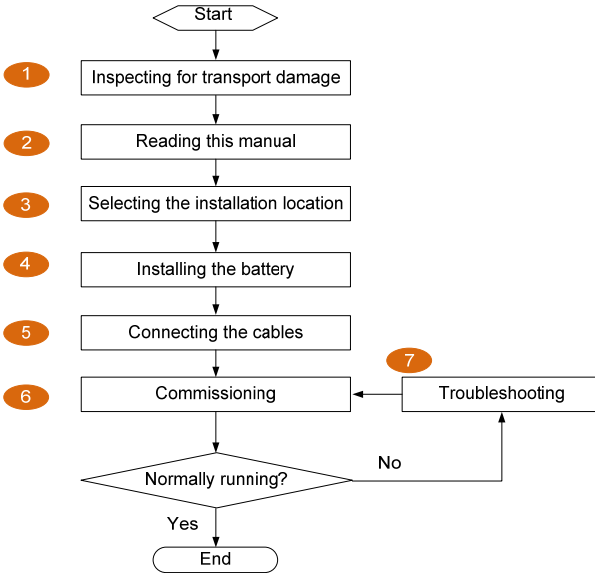 Start
1
Inspecting for transport damage
2
Reading this manual
3
Selecting the installation location
4
Installing the battery
5
Connecting the cables
7
6
Commissioning
Troubleshooting
Normally running?
No
Yes
End